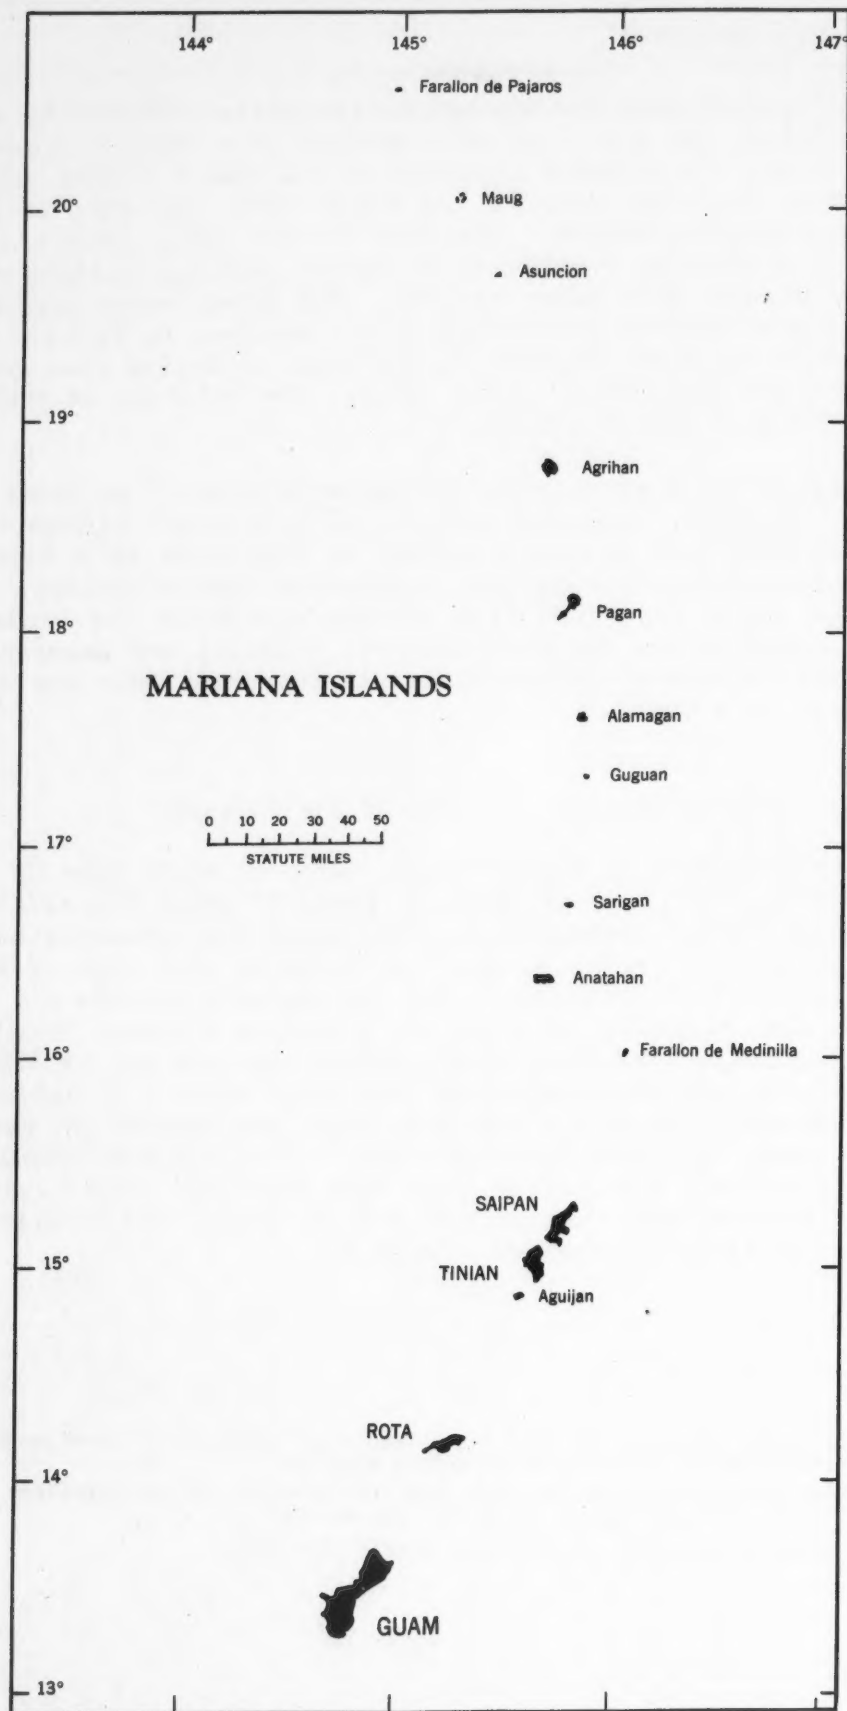 144° 145° 146° 147°
Farallon de Pajaros
Maug
20°
Asuncion
19°
Agrihan
Pagan
18°
MARIANA ISLANDS
Alamagan
Guguan
0 10 20 30 40 50
17°
STATUTE MILES
Sarigan
Anatahan
Farallon de Medinilla
16°
SAIPAN
15°
TINIAN
Aguijan
ROTA
14°
GUAM
13°